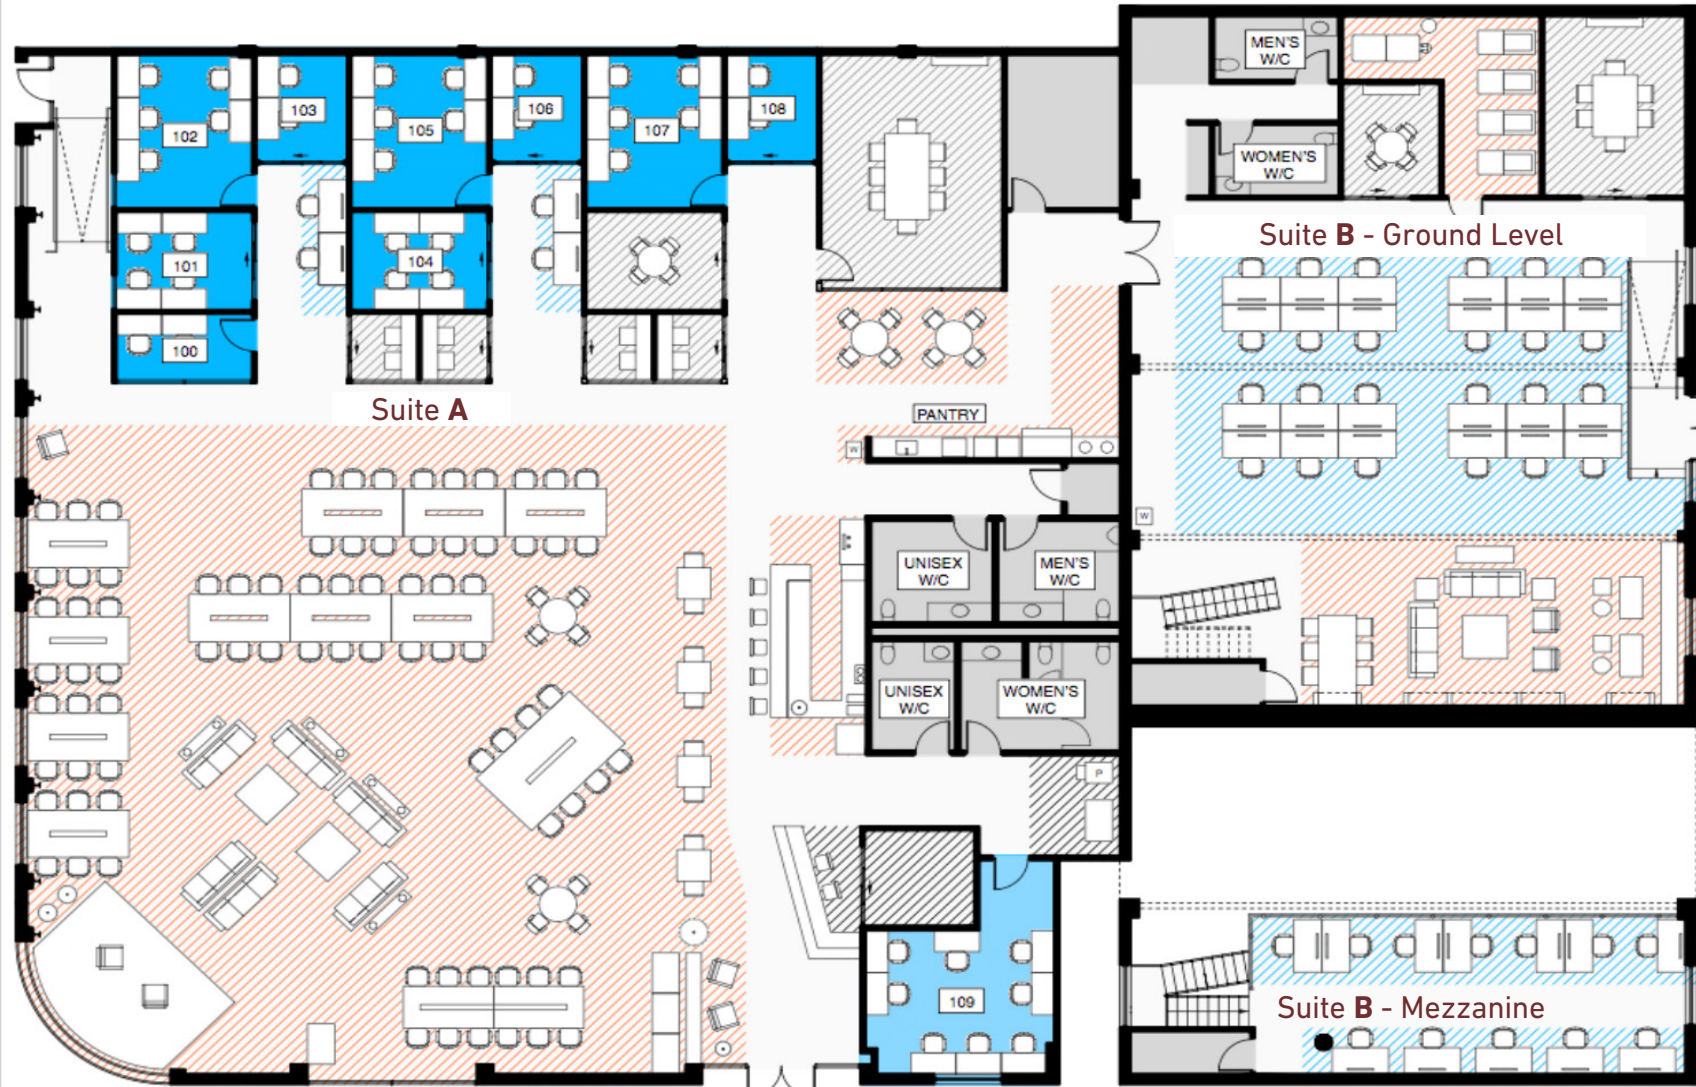 MEN'S
W/C
103
106
108
102
105
107
WOMEN'S
W/C
Suite B - Ground Level
101
104
100
Suite A
PANTRY
W
W
UNISEX
W/C
MEN'S
W/C
UNISEX
W/C
WOMEN'S
W/C
P
109
Suite B - Mezzanine